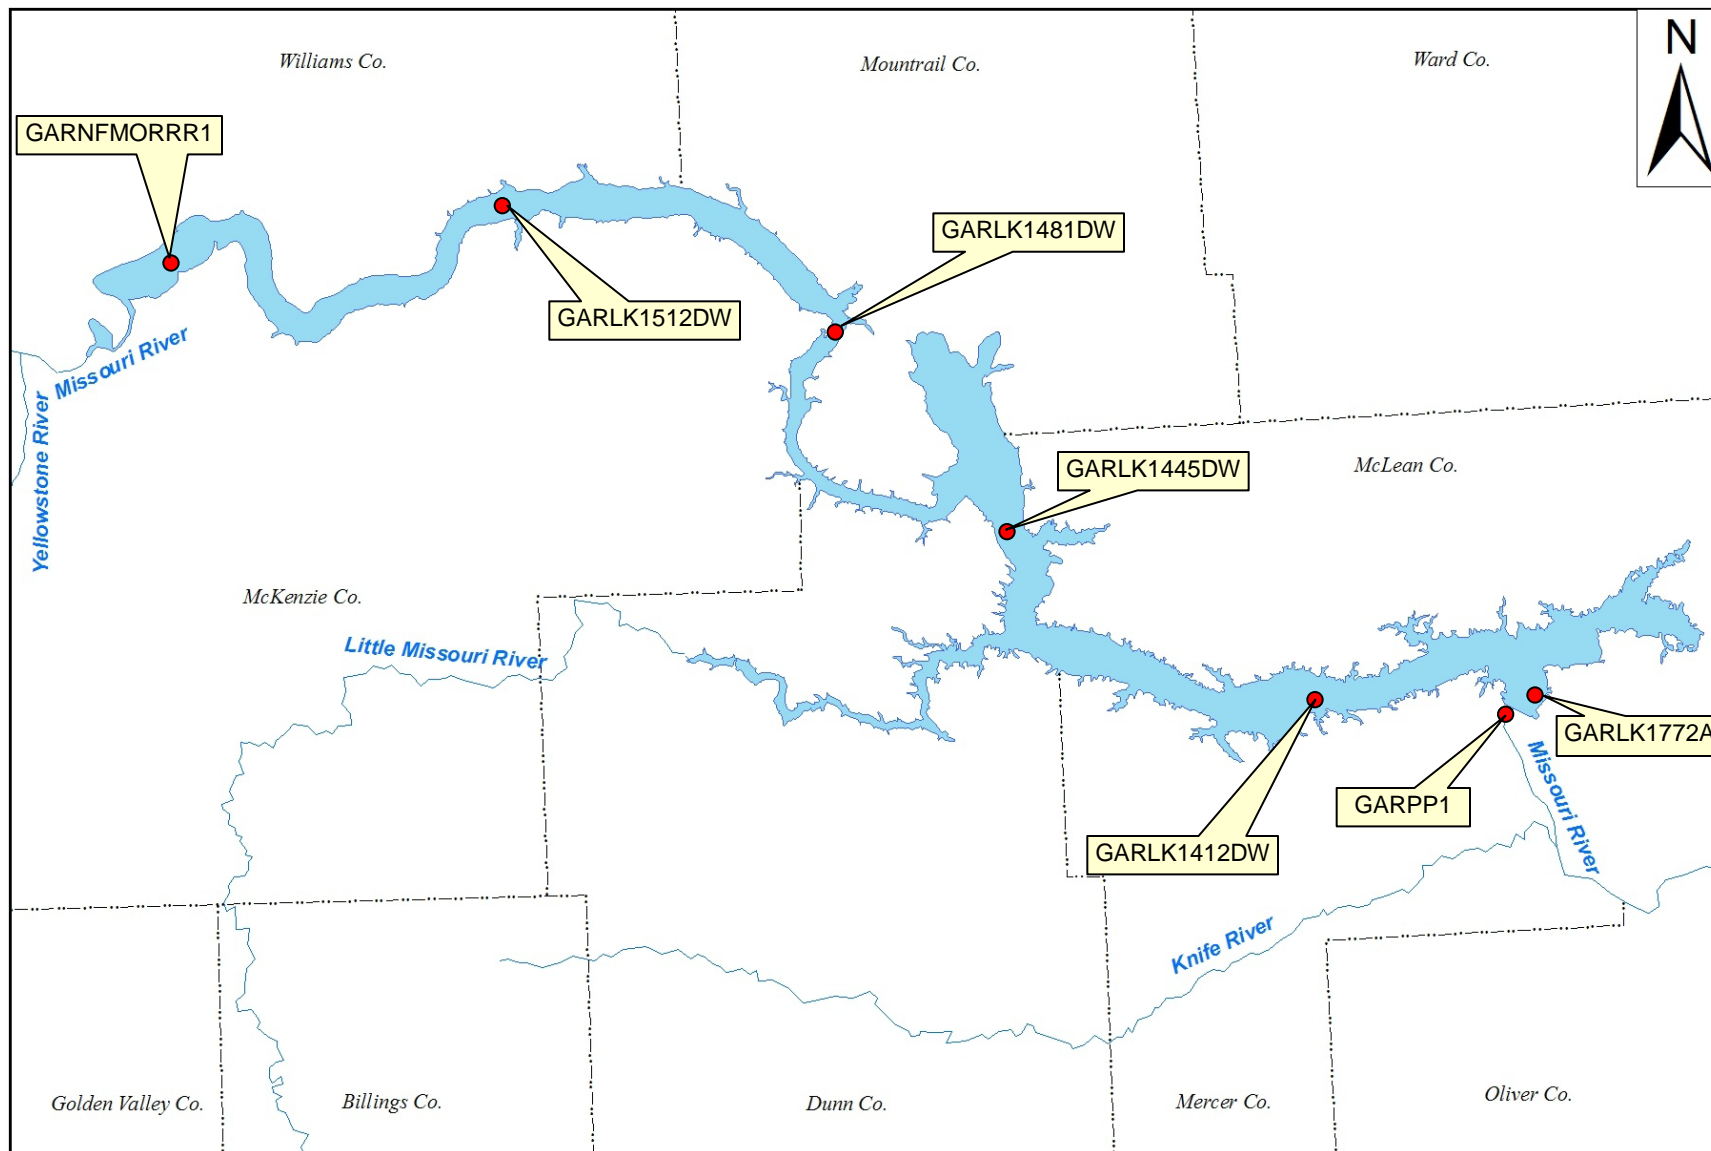 Williams Co.
Mountrail Co.
Ward Co.
N
GARNFMORRR1
GARLK1481DW
GARLK1512DW
Missouri River
Yellowstone River
GARLK1445DW
McLean Co.
McKenzie Co.
Little Missouri River
GARLK1772A
Missouri River
GARPP1
GARLK1412DW
Knife River
Golden Valley Co.
Billings Co.
Dunn Co.
Mercer Co.
Oliver Co.